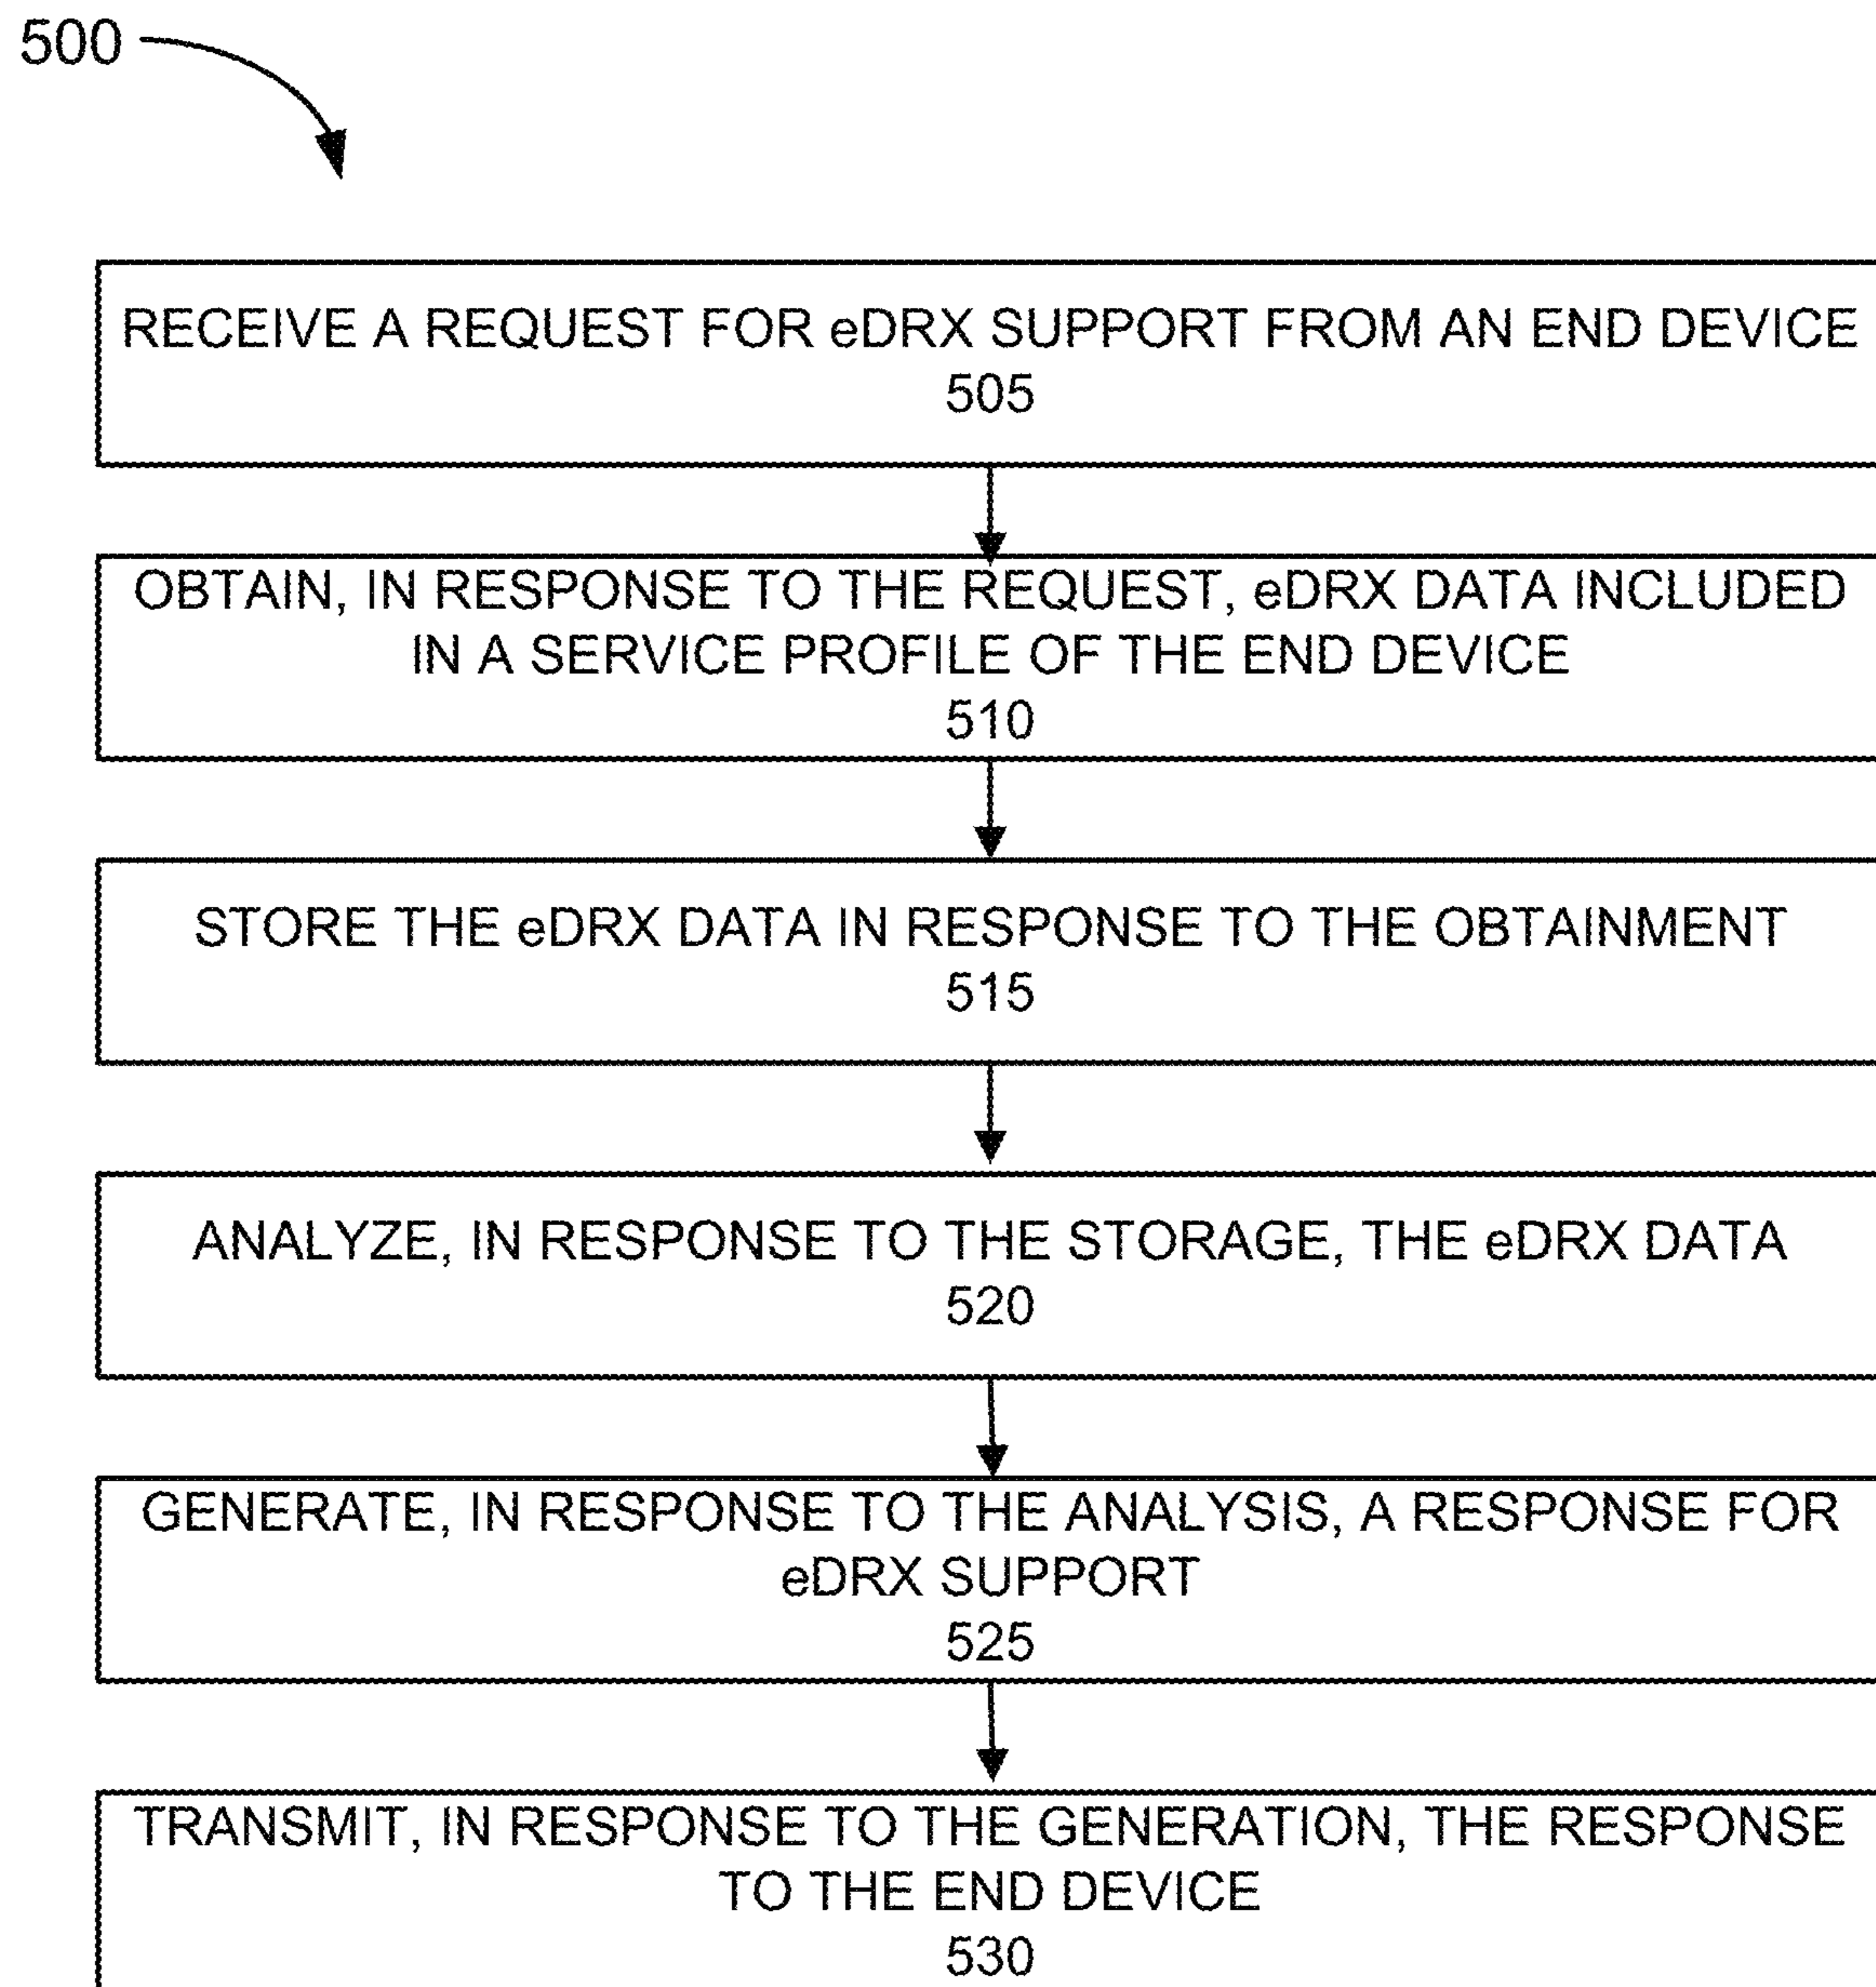 500
RECEIVE A REQUEST FOR eDRX SUPPORT FROM AN END DEVICE
505
OBTAIN, IN RESPONSE TO THE REQUEST, eDRX DATA INCLUDED
IN A SERVICE PROFILE OF THE END DEVICE
510
STORE THE eDRX DATA IN RESPONSE TO THE OBTAINMENT
515
ANALYZE, IN RESPONSE TO THE STORAGE, THE eDRX DATA
520
GENERATE, IN RESPONSE TO THE ANALYSIS, A RESPONSE FOR
eDRX SUPPORT
525
TRANSMIT, IN RESPONSE TO THE GENERATION, THE RESPONSE
TO THE END DEVICE
530